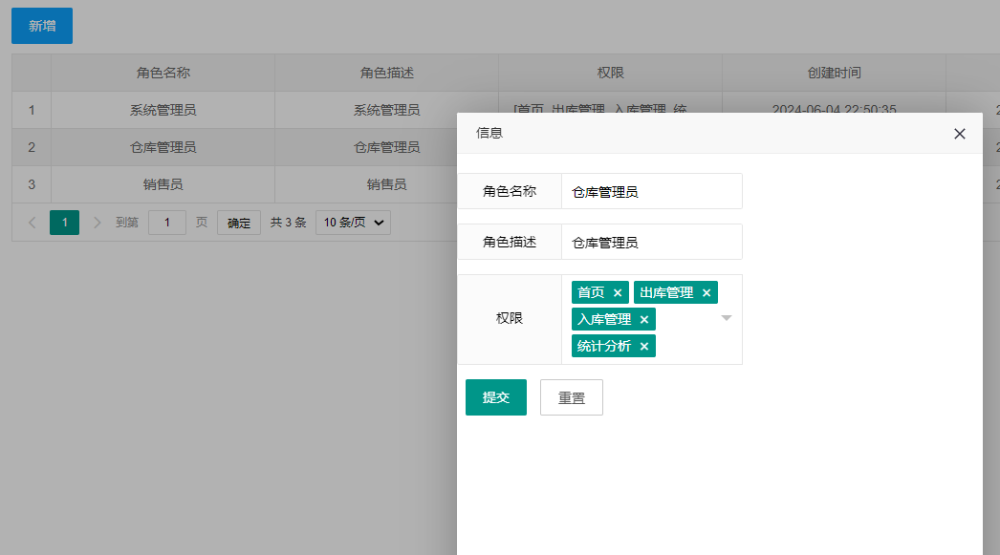 新增
角色名称 角色描述 权限 创建时间
1 系统管理员 系统管理员 [首页, 出库管理, 入库管理, 统 2024-06-04 22:50:35 2
2 仓库管理员 仓库管理员 2
3 销售员 销售员 2
1 到第 1 页 确定 共 3 条 10 条/页
信息
角色名称 仓库管理员
角色描述 仓库管理员
权限
首页 × 出库管理 ×
入库管理 ×
统计分析 ×
提交 重置